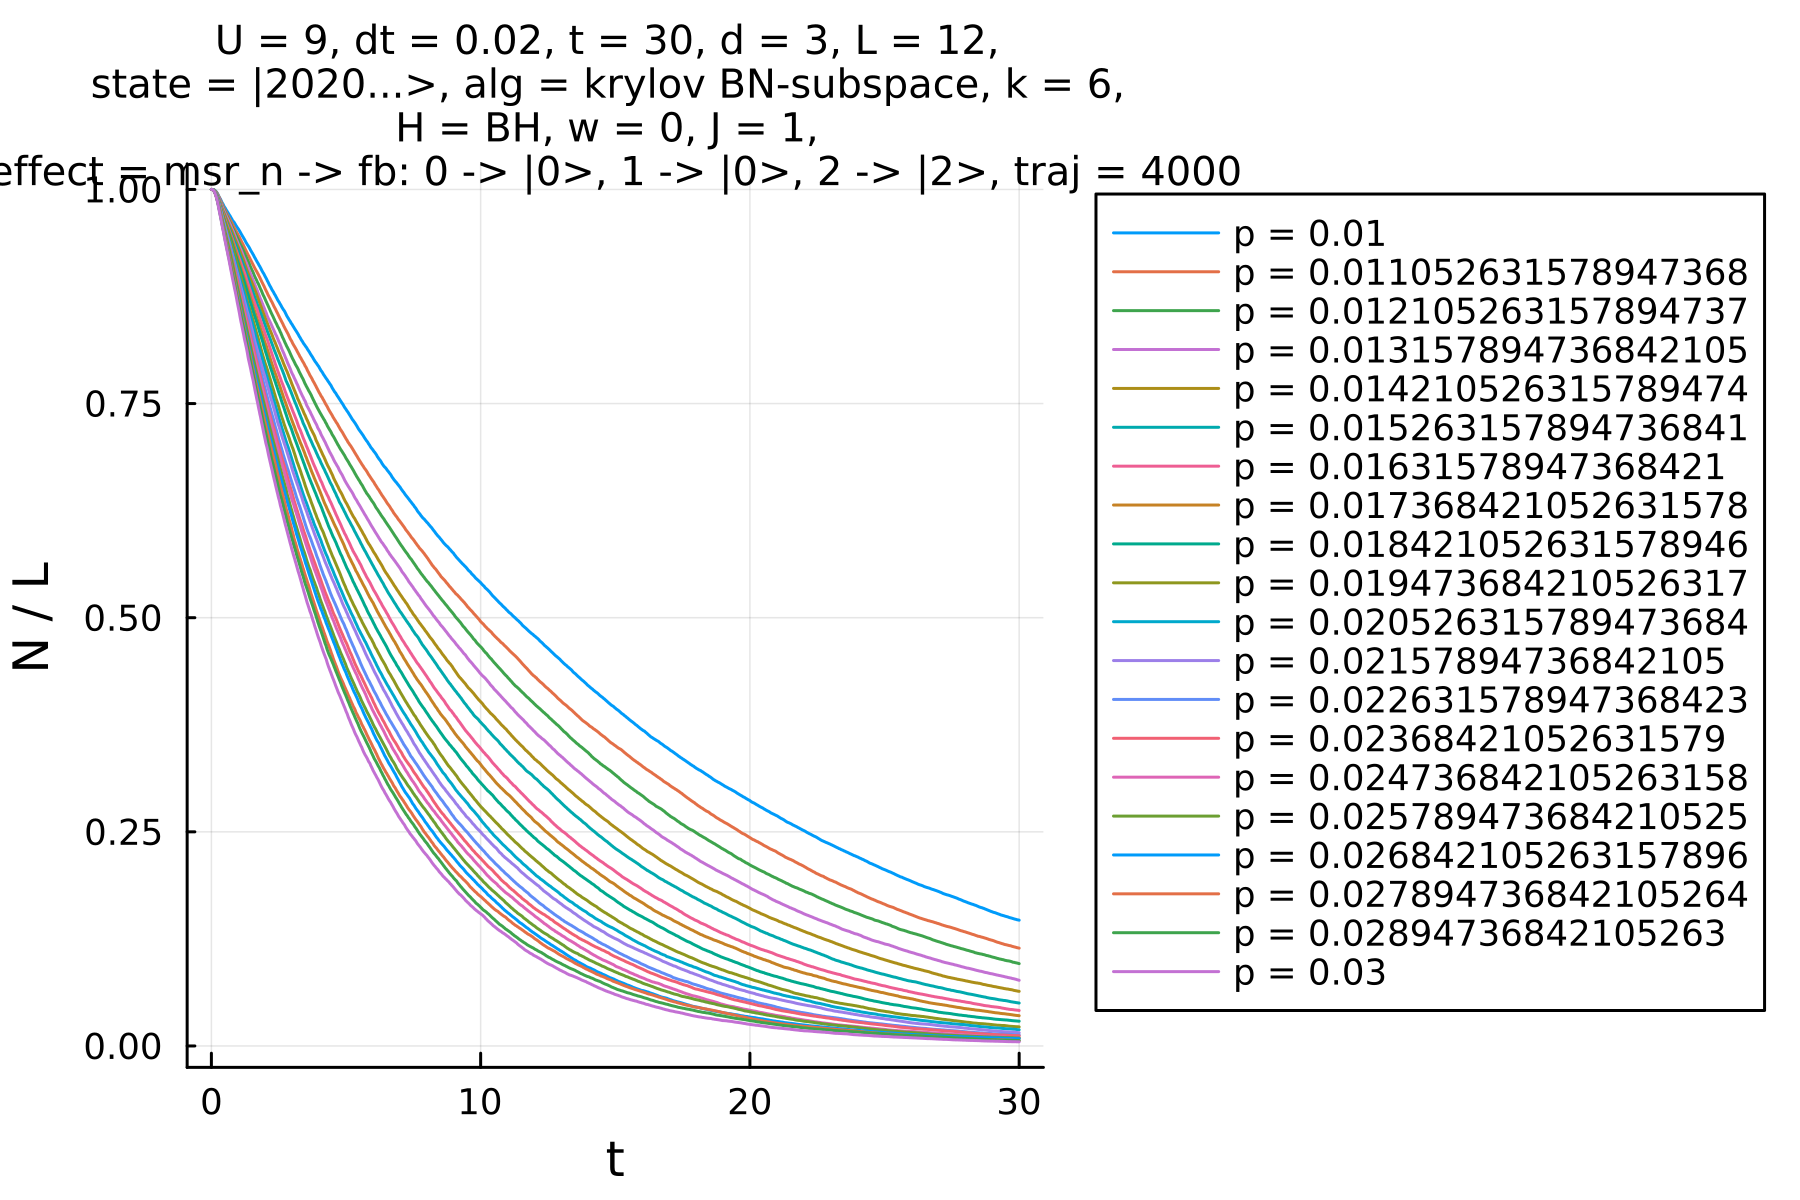 U = 9, dt = 0.02, t = 30, d = 3, L = 12,
state = |2020...>, alg = krylov BN-subspace, k = 6,
H = BH, w = 0, J = 1,
effect = msr_n -> fb: 0 -> |0>, 1 -> |0>, 2 -> |2>, traj = 4000
1.00
0.75
0.50
0.25
0.00
N / L
0 10 20 30
t
p = 0.01
p = 0.011052631578947368
p = 0.012105263157894737
p = 0.013157894736842105
p = 0.014210526315789474
p = 0.015263157894736841
p = 0.01631578947368421
p = 0.017368421052631578
p = 0.018421052631578946
p = 0.019473684210526317
p = 0.020526315789473684
p = 0.02157894736842105
p = 0.022631578947368423
p = 0.02368421052631579
p = 0.024736842105263158
p = 0.025789473684210525
p = 0.026842105263157896
p = 0.027894736842105264
p = 0.02894736842105263
p = 0.03